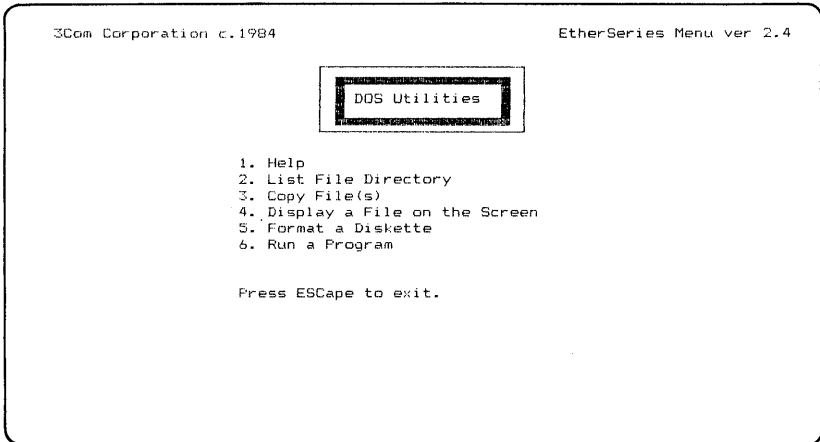 3Com Corporation c.1984 EtherSeries Menu ver 2.4
DOS Utilities
1. Help
2. List File Directory
3. Copy File(s)
4. Display a File on the Screen
5. Format a Diskette
6. Run a Program
Press ESCape to exit.